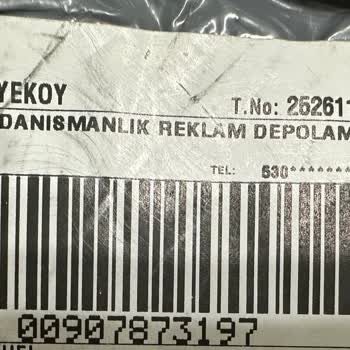 YEKOY
T.No: 252611
DANISMANLIK REKLAM DEPOLAM
TEL: 530*******
00907873197